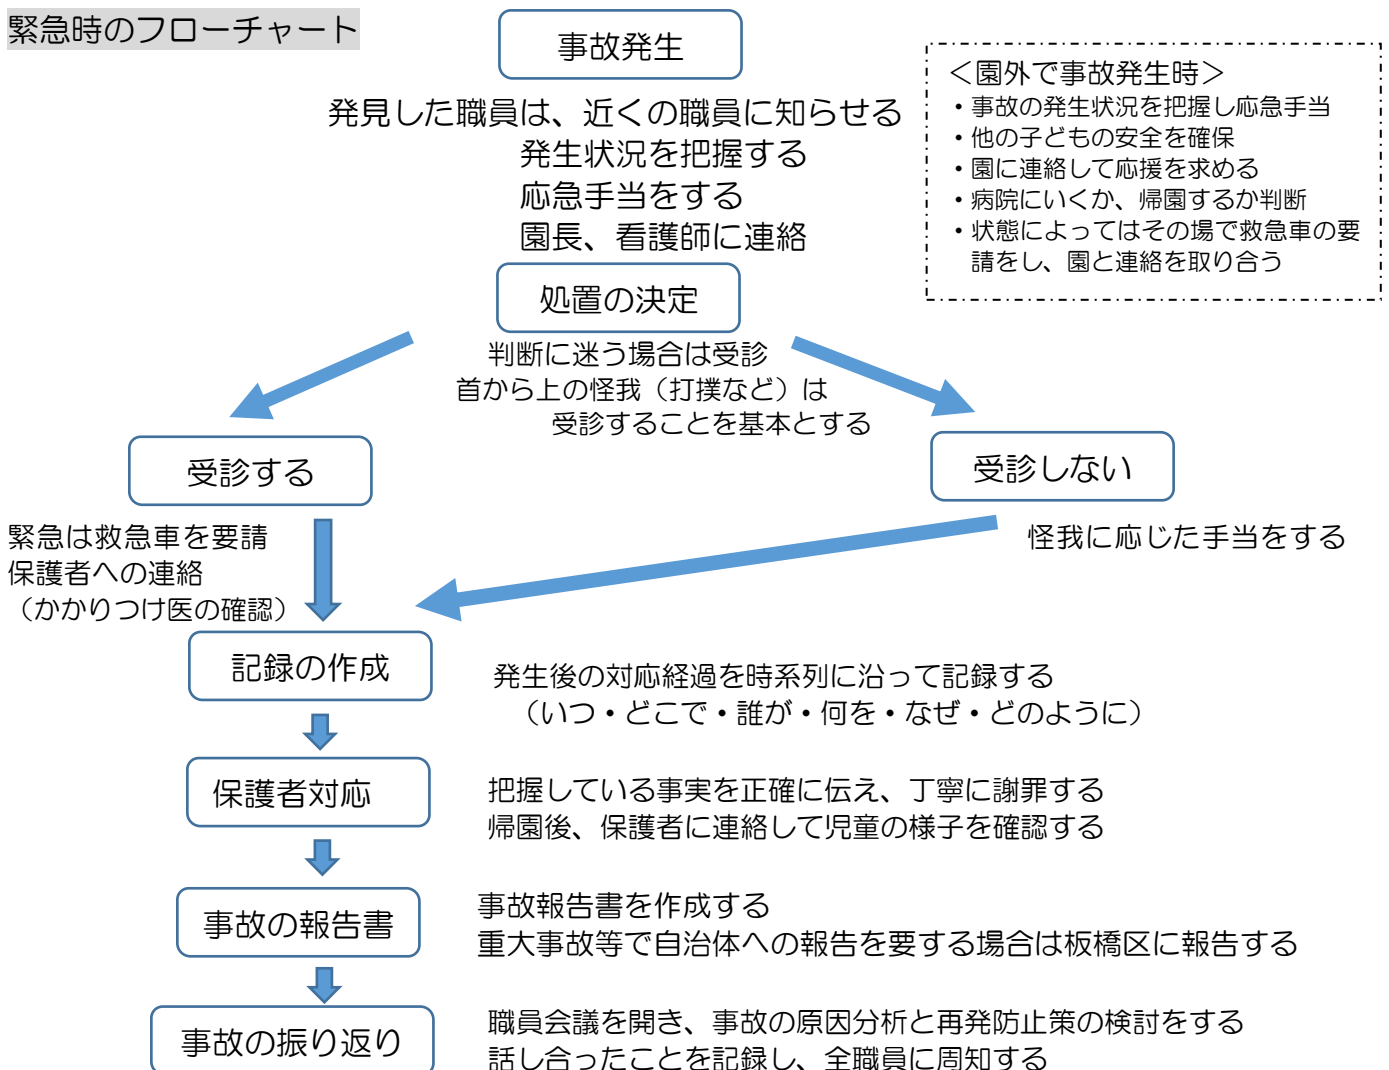 緊急時のフローチャート
事故発生
発見した職員は、近くの職員に知らせる
発生状況を把握する
応急手当をする
園長、看護師に連絡
＜園外で事故発生時＞
・事故の発生状況を把握し応急手当
・他の子どもの安全を確保
・園に連絡して応援を求める
・病院にいくか、帰園するか判断
・状態によってはその場で救急車の要
請をし、園と連絡を取り合う
処置の決定
判断に迷う場合は受診
首から上の怪我（打撲など）は
受診することを基本とする
受診する
受診しない
緊急は救急車を要請
保護者への連絡
（かかりつけ医の確認）
怪我に応じた手当をする
記録の作成
発生後の対応経過を時系列に沿って記録する
（いつ・どこで・誰が・何を・なぜ・どのように）
保護者対応
把握している事実を正確に伝え、丁寧に謝罪する
帰園後、保護者に連絡して児童の様子を確認する
事故の報告書
事故報告書を作成する
重大事故等で自治体への報告を要する場合は板橋区に報告する
事故の振り返り
職員会議を開き、事故の原因分析と再発防止策の検討をする
話し合ったことを記録し、全職員に周知する